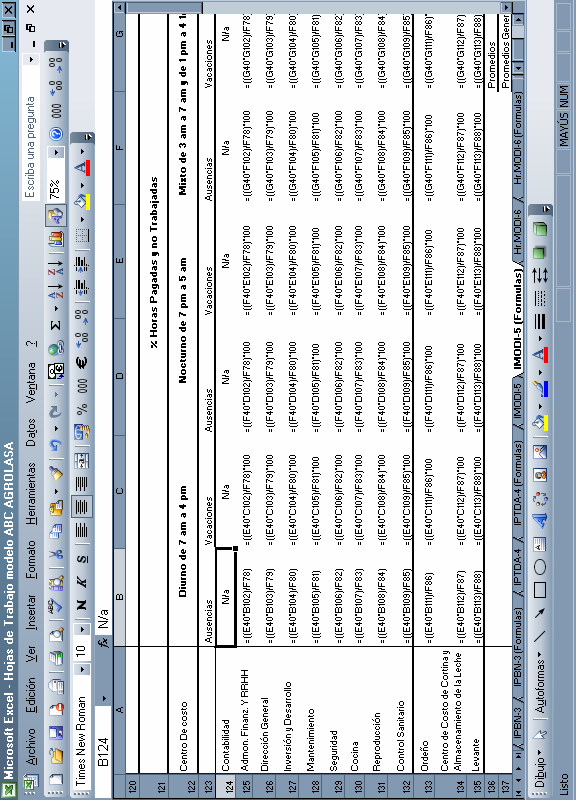 Microsoft Excel - Hojas de Trabajo modelo ABC AGROLASA
Archivo Edición Ver Insertar Formato Herramientas Datos Ventana ? Escriba una pregunta
75%
Times New Roman 10 N K S % 000 €
B124 fx N/a
A B C D E F G
120
121 % Horas Pagadas y no Trabajadas
122 Centro De costo Diurno de 7 am a 4 pm Nocturno de 7 pm a 5 am Mixto de 3 am a 7 am y de 1 pm a 4
123 Ausencias Vacaciones Ausencias Vacaciones Ausencias Vacaciones
124 Contabilidad N/a N/a N/a N/a N/a N/a
125 Admon. Finanz. Y RRHH =((E40*B102)/F78) =((E40*C102)/F78)*100 =((F40*D102)/F78)*100 =((F40*E102)/F78)*100 =((G40*F102)/F78)*100 =((G40*G102)/F78
126 Dirección General =((E40*B103)/F79) =((E40*C103)/F79)*100 =((F40*D103)/F79)*100 =((F40*E103)/F79)*100 =((G40*F103)/F79)*100 =((G40*G103)/F79
127 Inversión y Desarrollo =((E40*B104)/F80) =((E40*C104)/F80)*100 =((F40*D104)/F80)*100 =((F40*E104)/F80)*100 =((G40*F104)/F80)*100 =((G40*G104)/F80
128 Mantenimiento =((E40*B105)/F81) =((E40*C105)/F81)*100 =((F40*D105)/F81)*100 =((F40*E105)/F81)*100 =((G40*F105)/F81)*100 =((G40*G105)/F81
129 Seguridad =((E40*B106)/F82) =((E40*C106)/F82)*100 =((F40*D106)/F82)*100 =((F40*E106)/F82)*100 =((G40*F106)/F82)*100 =((G40*G106)/F82
130 Cocina =((E40*B107)/F83) =((E40*C107)/F83)*100 =((F40*D107)/F83)*100 =((F40*E107)/F83)*100 =((G40*F107)/F83)*100 =((G40*G107)/F83
131 Reproducción =((E40*B108)/F84) =((E40*C108)/F84)*100 =((F40*D108)/F84)*100 =((F40*E108)/F84)*100 =((G40*F108)/F84)*100 =((G40*G108)/F84
132 Control Sanitario =((E40*B109)/F85) =((E40*C109)/F85)*100 =((F40*D109)/F85)*100 =((F40*E109)/F85)*100 =((G40*F109)/F85)*100 =((G40*G109)/F85
133 Ordeño =((E40*B111)/F86) =((E40*C111)/F86)*100 =((F40*D111)/F86)*100 =((F40*E111)/F86)*100 =((G40*F111)/F86)*100 =((G40*G111)/F86)
Centro de Costo de Cortina y
134 Almacenamiento de la Leche =((E40*B112)/F87) =((E40*C112)/F87)*100 =((F40*D112)/F87)*100 =((F40*E112)/F87)*100 =((G40*F112)/F87)*100 =((G40*G112)/F87)
135 Levante =((E40*B113)/F88) =((E40*C113)/F88)*100 =((F40*D113)/F88)*100 =((F40*E113)/F88)*100 =((G40*F113)/F88)*100 =((G40*G113)/F88
136 Promedios
137 Promedios Gener
IPBN-3 IPBN-3 (Formulas) IPTDA-4 IPTDA-4 (Formulas) IMODI-5 IMODI-5 (Formulas) Hr.MODI-6 Hr.MODI-6 (Formulas)
Dibujo Autoformas
Listo MAYÚS NUM